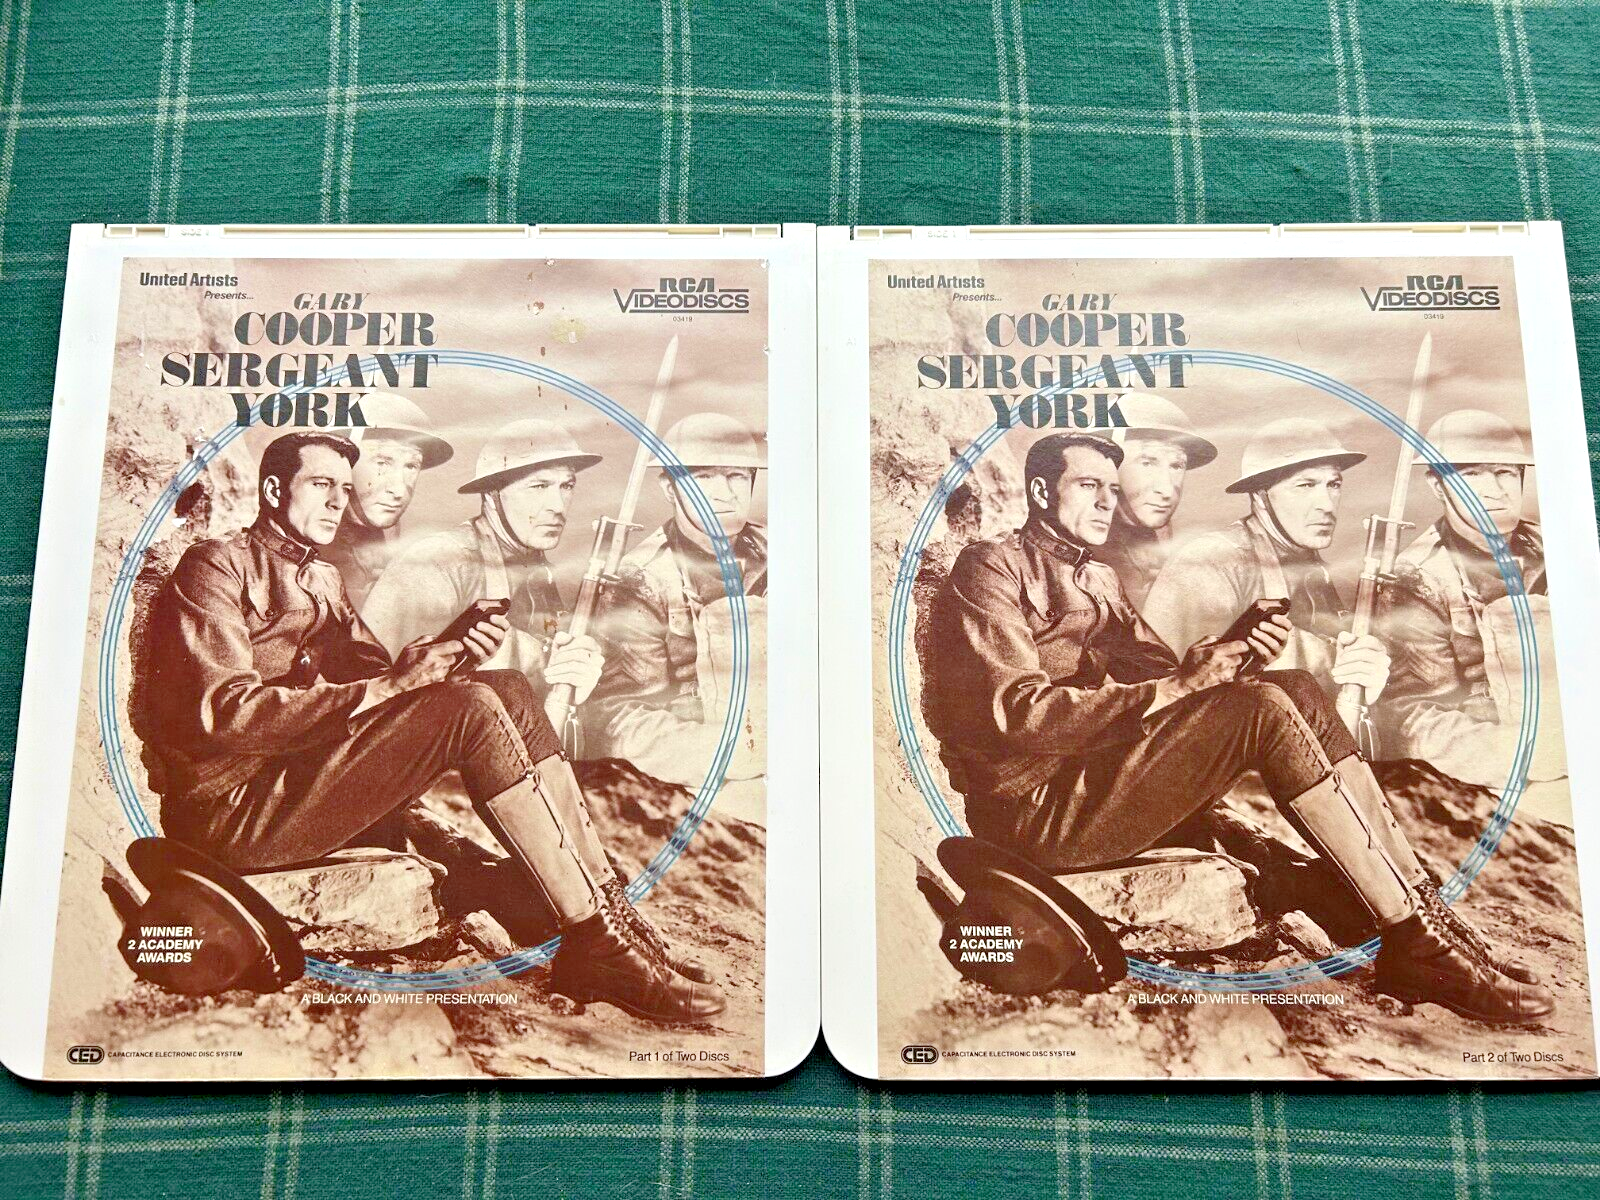 United Artists
Presents...
GARY
COOPER
SERGEANT
YORK
RCA
VIDEODISCS
03419
WINNER
2 ACADEMY
AWARDS
A BLACK AND WHITE PRESENTATION
CED CAPACITANCE ELECTRONIC DISC SYSTEM
Part 1 of Two Discs
United Artists
Presents...
GARY
COOPER
SERGEANT
YORK
RCA
VIDEODISCS
03419
WINNER
2 ACADEMY
AWARDS
A BLACK AND WHITE PRESENTATION
CED CAPACITANCE ELECTRONIC DISC SYSTEM
Part 2 of Two Discs